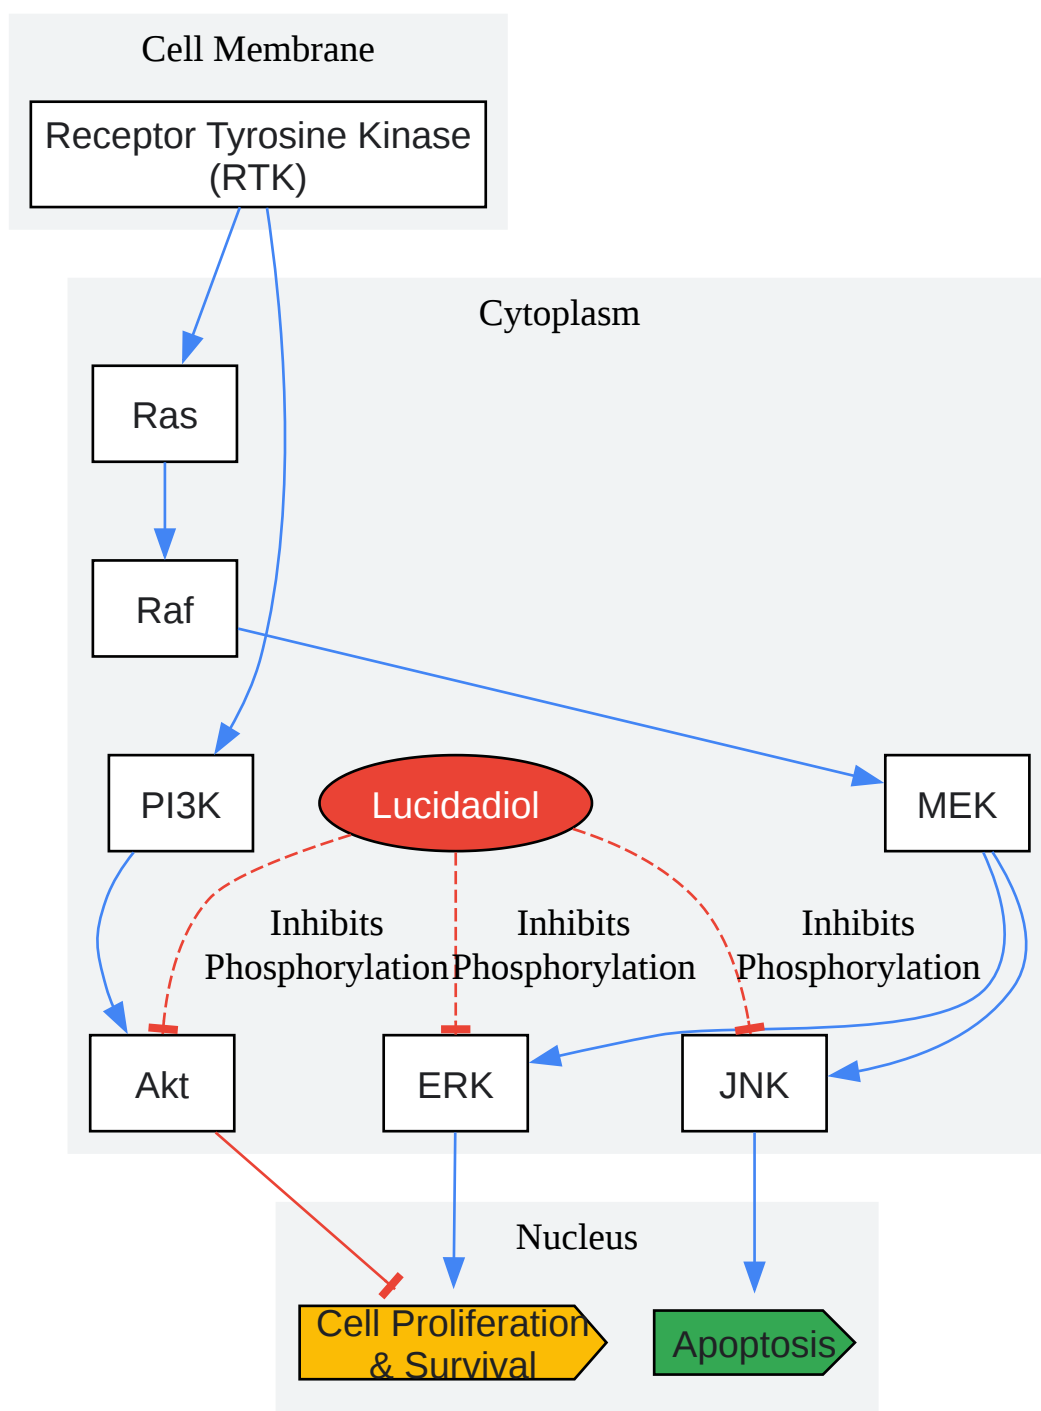 Cell Membrane
Receptor Tyrosine Kinase
(RTK)
Cytoplasm
Ras
Raf
PI3K
Lucidadiol
MEK
Inhibits
Phosphorylation
Inhibits
Phosphorylation
Inhibits
Phosphorylation
Akt
ERK
JNK
Nucleus
Cell Proliferation
& Survival
Apoptosis